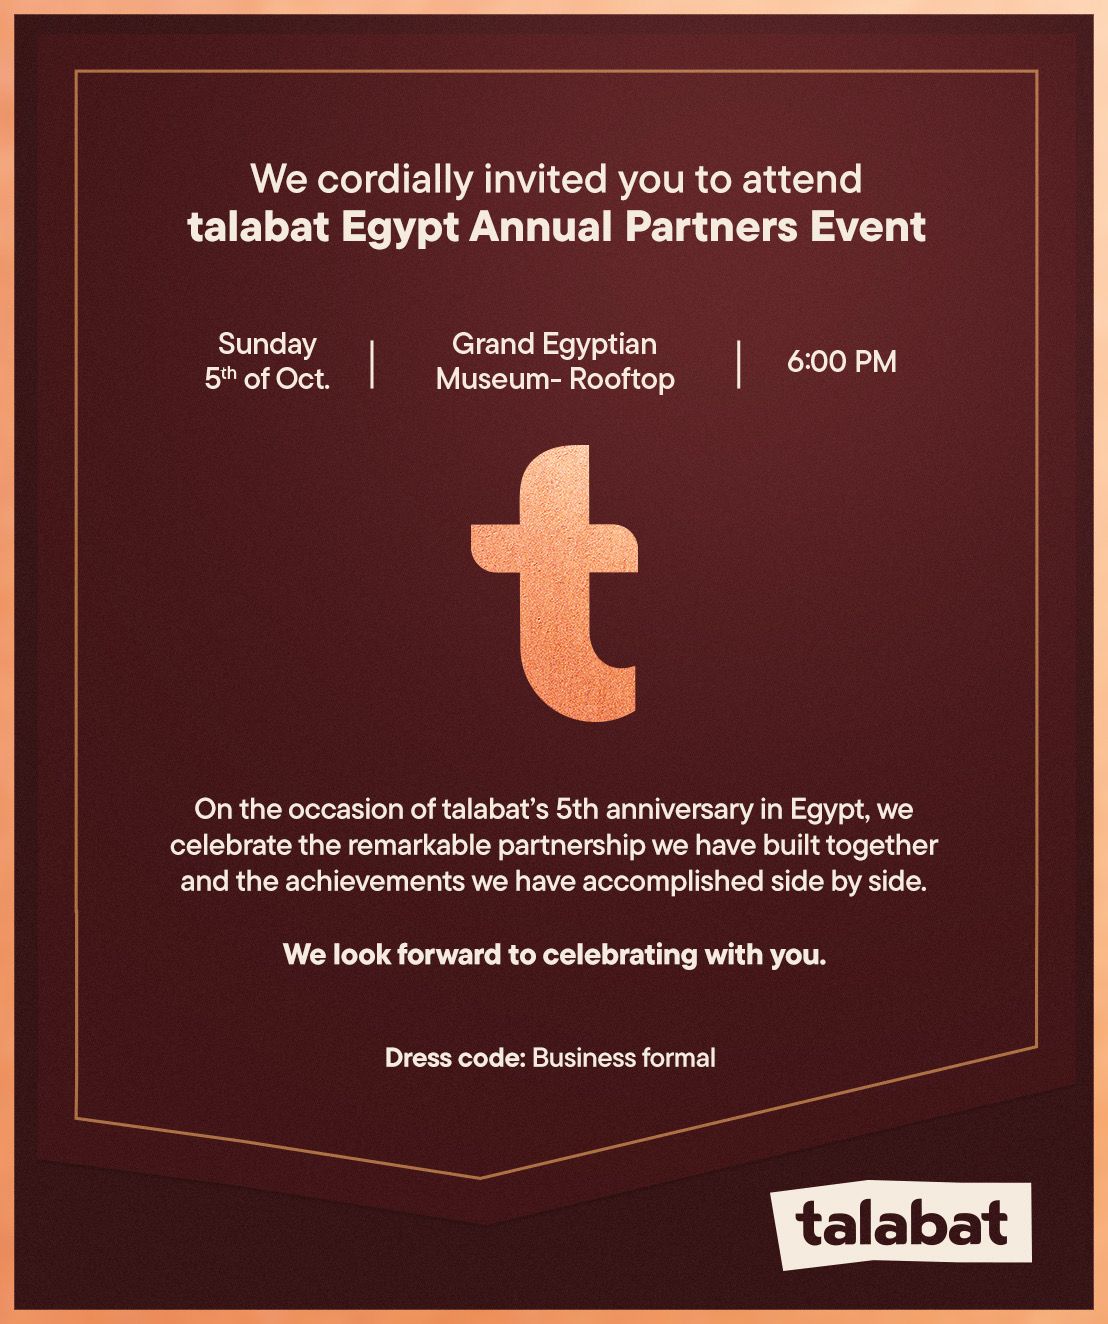 We cordially invited you to attend
talabat Egypt Annual Partners Event
Sunday
5th of Oct.
Grand Egyptian
Museum- Rooftop
6:00 PM
t
On the occasion of talabat’s 5th anniversary in Egypt, we
celebrate the remarkable partnership we have built together
and the achievements we have accomplished side by side.
We look forward to celebrating with you.
Dress code: Business formal
talabat